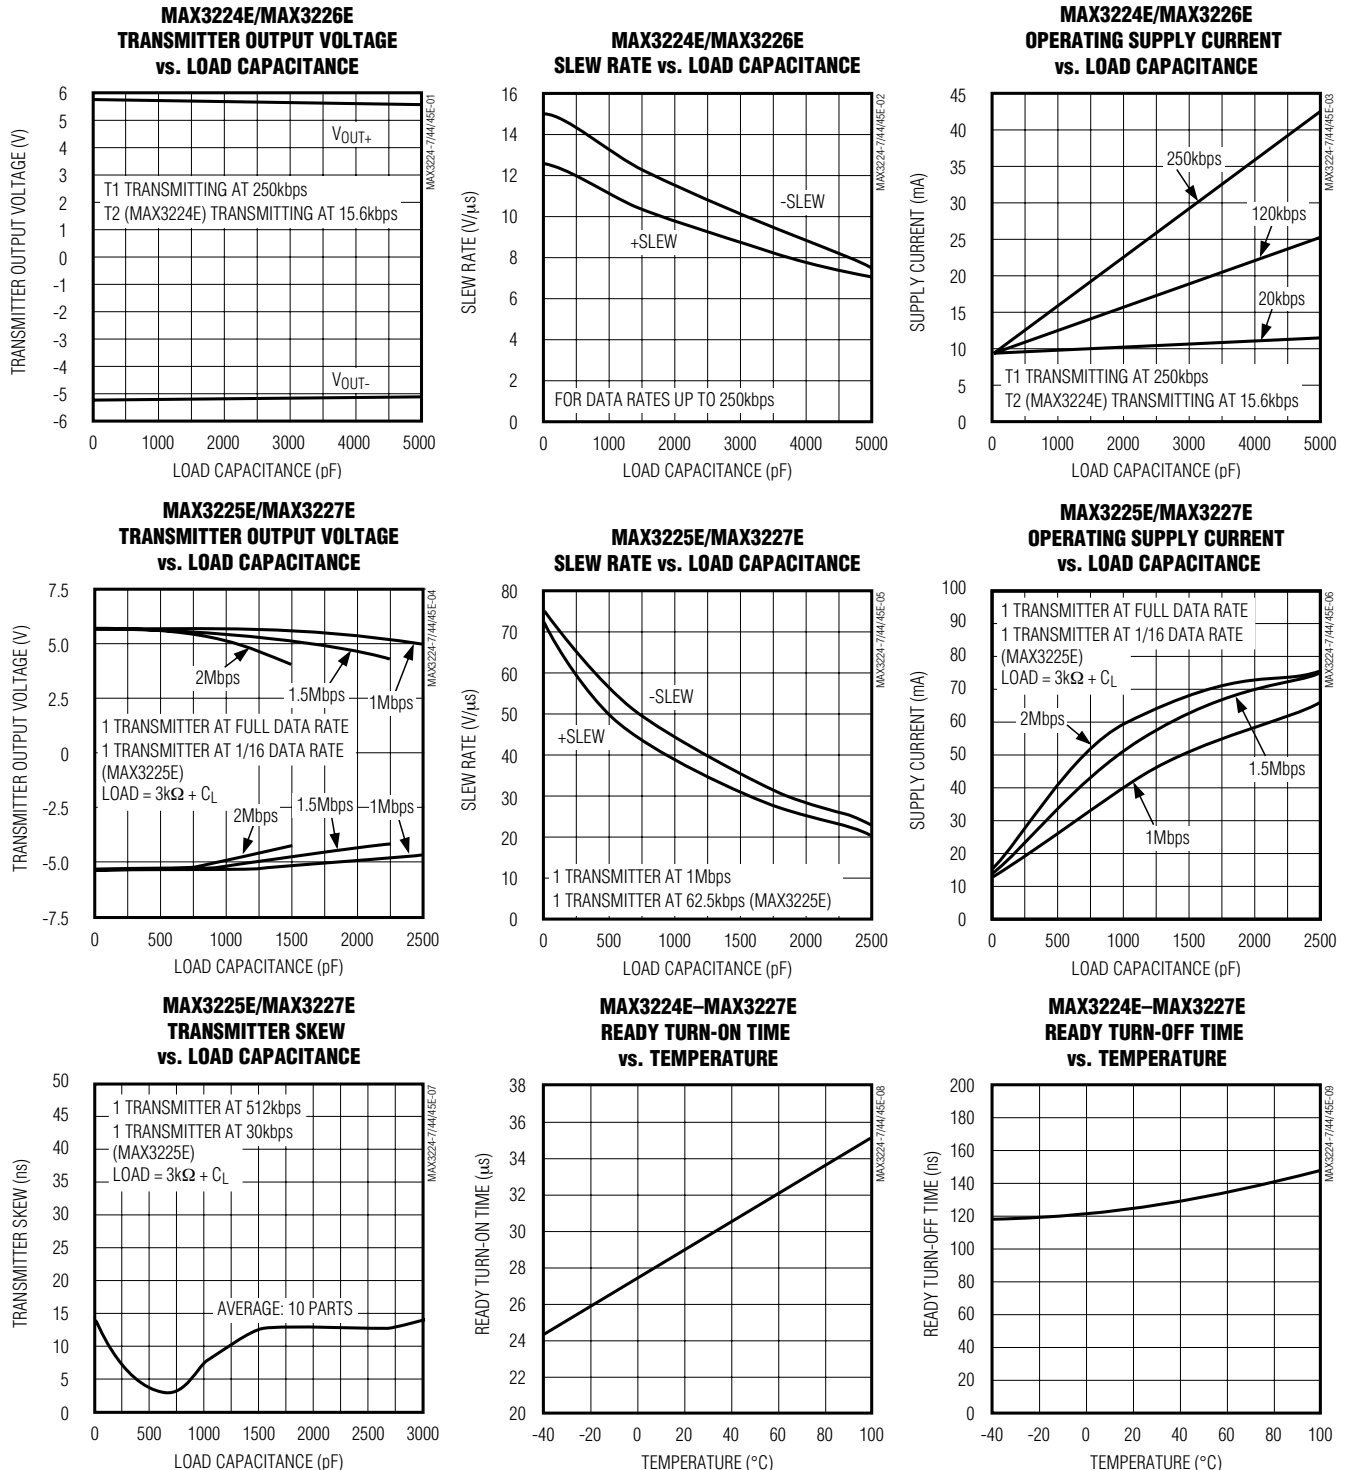 MAX3224E/MAX3226E
TRANSMITTER OUTPUT VOLTAGE
vs. LOAD CAPACITANCE
TRANSMITTER OUTPUT VOLTAGE (V)
6
5
4
3
2
1
0
-1
-2
-3
-4
-5
-6
VOUT+
T1 TRANSMITTING AT 250kbps
T2 (MAX3224E) TRANSMITTING AT 15.6kbps
VOUT-
0 1000 2000 3000 4000 5000
LOAD CAPACITANCE (pF)
MAX3224-7/44/45E-01
MAX3224E/MAX3226E
SLEW RATE vs. LOAD CAPACITANCE
SLEW RATE (V/μs)
16
14
12
10
8
6
4
2
0
-SLEW
+SLEW
FOR DATA RATES UP TO 250kbps
0 1000 2000 3000 4000 5000
LOAD CAPACITANCE (pF)
MAX3224-7/44/45E-02
MAX3224E/MAX3226E
OPERATING SUPPLY CURRENT
vs. LOAD CAPACITANCE
SUPPLY CURRENT (mA)
45
40
35
30
25
20
15
10
5
0
250kbps
120kbps
20kbps
T1 TRANSMITTING AT 250kbps
T2 (MAX3224E) TRANSMITTING AT 15.6kbps
0 1000 2000 3000 4000 5000
LOAD CAPACITANCE (pF)
MAX3224-7/44/45E-03
MAX3225E/MAX3227E
TRANSMITTER OUTPUT VOLTAGE
vs. LOAD CAPACITANCE
TRANSMITTER OUTPUT VOLTAGE (V)
7.5
5.0
2.5
0
-2.5
-5.0
-7.5
2Mbps
1.5Mbps
1Mbps
1 TRANSMITTER AT FULL DATA RATE
1 TRANSMITTER AT 1/16 DATA RATE
(MAX3225E)
LOAD = 3kΩ + CL
2Mbps
1.5Mbps
1Mbps
0 500 1000 1500 2000 2500
LOAD CAPACITANCE (pF)
MAX3224-7/44/45E-04
MAX3225E/MAX3227E
SLEW RATE vs. LOAD CAPACITANCE
SLEW RATE (V/μs)
80
70
60
50
40
30
20
10
0
-SLEW
+SLEW
1 TRANSMITTER AT 1Mbps
1 TRANSMITTER AT 62.5kbps (MAX3225E)
0 500 1000 1500 2000 2500
LOAD CAPACITANCE (pF)
MAX3224-7/44/45E-05
MAX3225E/MAX3227E
OPERATING SUPPLY CURRENT
vs. LOAD CAPACITANCE
SUPPLY CURRENT (mA)
100
90
80
70
60
50
40
30
20
10
0
1 TRANSMITTER AT FULL DATA RATE
1 TRANSMITTER AT 1/16 DATA RATE
(MAX3225E)
LOAD = 3kΩ + CL
2Mbps
1.5Mbps
1Mbps
0 500 1000 1500 2000 2500
LOAD CAPACITANCE (pF)
MAX3224-7/44/45E-06
MAX3225E/MAX3227E
TRANSMITTER SKEW
vs. LOAD CAPACITANCE
TRANSMITTER SKEW (ns)
50
45
40
35
30
25
20
15
10
5
0
1 TRANSMITTER AT 512kbps
1 TRANSMITTER AT 30kbps
(MAX3225E)
LOAD = 3kΩ + CL
AVERAGE: 10 PARTS
0 500 1000 1500 2000 2500 3000
LOAD CAPACITANCE (pF)
MAX3224-7/44/45E-07
MAX3224E–MAX3227E
READY TURN-ON TIME
vs. TEMPERATURE
READY TURN-ON TIME (μs)
38
36
34
32
30
28
26
24
22
20
-40 -20 0 20 40 60 80 100
TEMPERATURE (°C)
MAX3224-7/44/45E-08
MAX3224E–MAX3227E
READY TURN-OFF TIME
vs. TEMPERATURE
READY TURN-OFF TIME (ns)
200
180
160
140
120
100
80
60
40
20
0
-40 -20 0 20 40 60 80 100
TEMPERATURE (°C)
MAX3224-7/44/45E-09